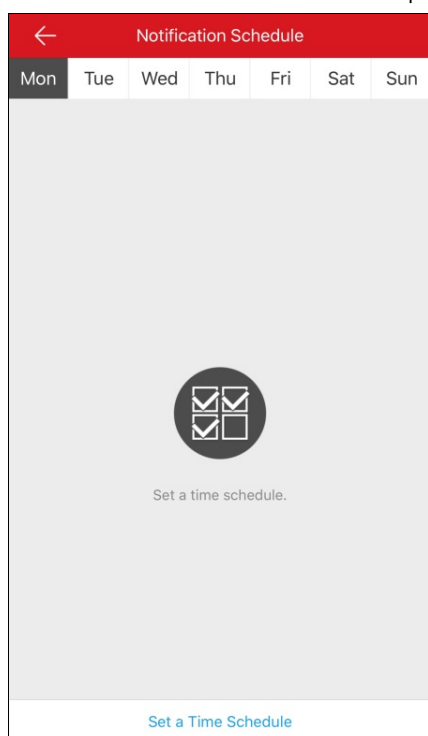 Notification Schedule
Mon Tue Wed Thu Fri Sat Sun
Set a time schedule.
Set a Time Schedule